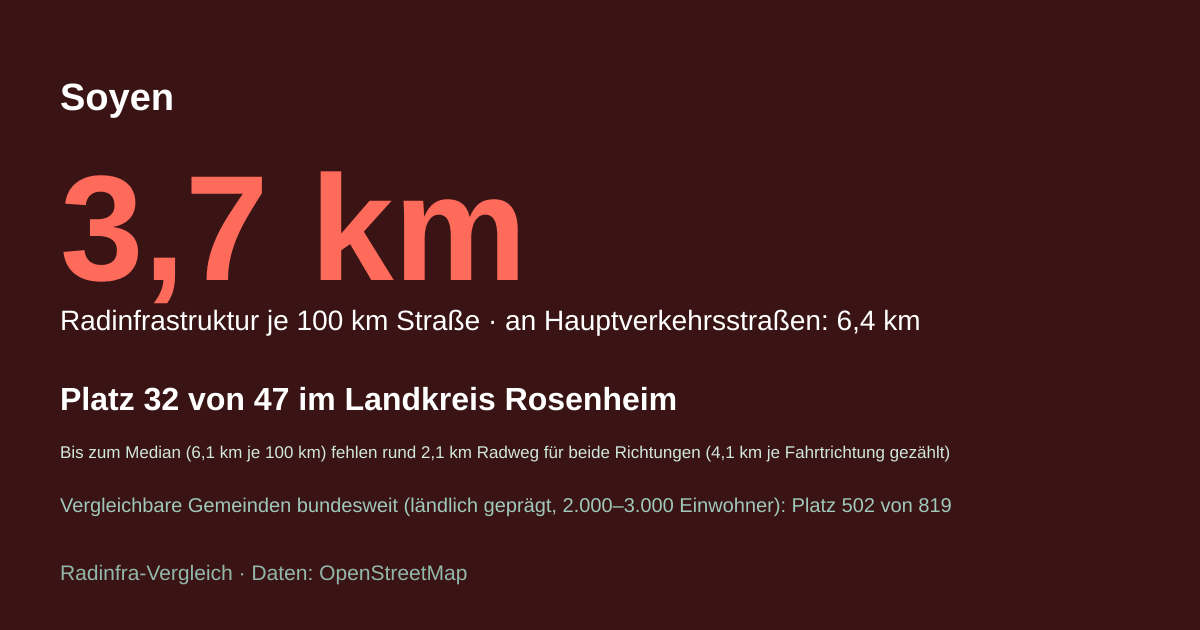 Soyen
3,7 km
Radinfrastruktur je 100 km Straße · an Hauptverkehrsstraßen: 6,4 km
Platz 32 von 47 im Landkreis Rosenheim
Bis zum Median (6,1 km je 100 km) fehlen rund 2,1 km Radweg für beide Richtungen (4,1 km je Fahrtrichtung gezählt)
Vergleichbare Gemeinden bundesweit (ländlich geprägt, 2.000–3.000 Einwohner): Platz 502 von 819
Radinfra-Vergleich · Daten: OpenStreetMap